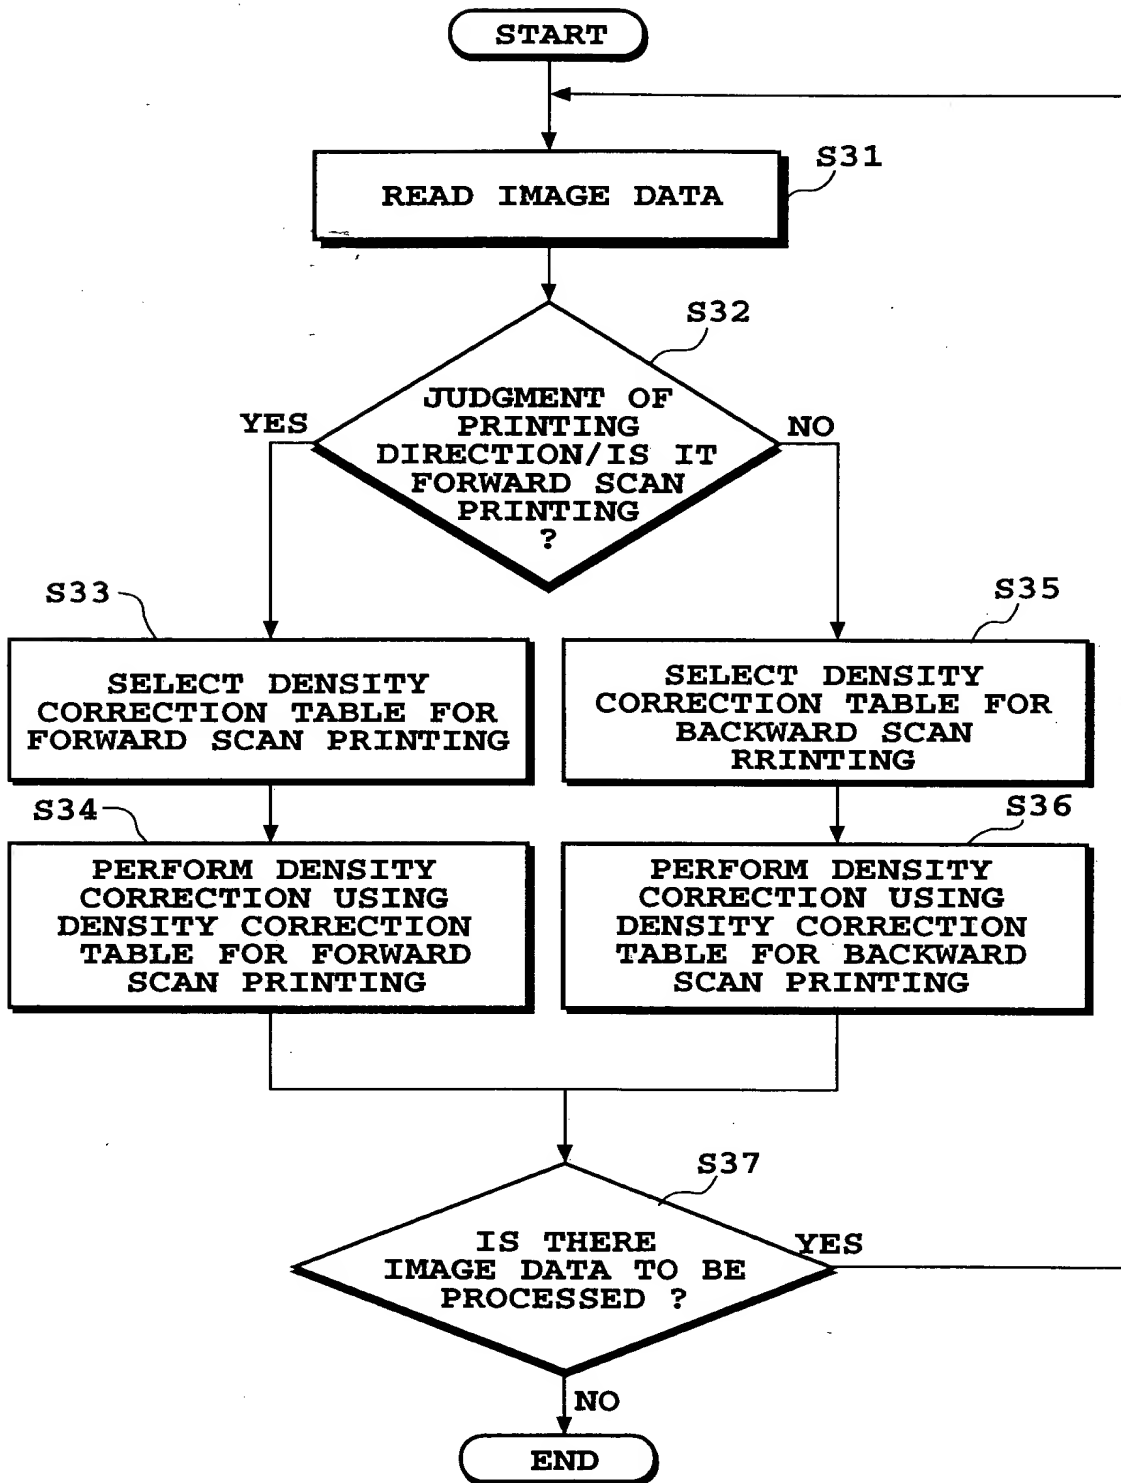 START
S31
READ IMAGE DATA
S32
JUDGMENT OF
PRINTING
DIRECTION/IS IT
FORWARD SCAN
PRINTING
?
YES
NO
S33
SELECT DENSITY
CORRECTION TABLE FOR
FORWARD SCAN PRINTING
S35
SELECT DENSITY
CORRECTION TABLE FOR
BACKWARD SCAN
RRINTING
S34
PERFORM DENSITY
CORRECTION USING
DENSITY CORRECTION
TABLE FOR FORWARD
SCAN PRINTING
S36
PERFORM DENSITY
CORRECTION USING
DENSITY CORRECTION
TABLE FOR BACKWARD
SCAN PRINTING
S37
IS THERE
IMAGE DATA TO BE
PROCESSED ?
YES
NO
END